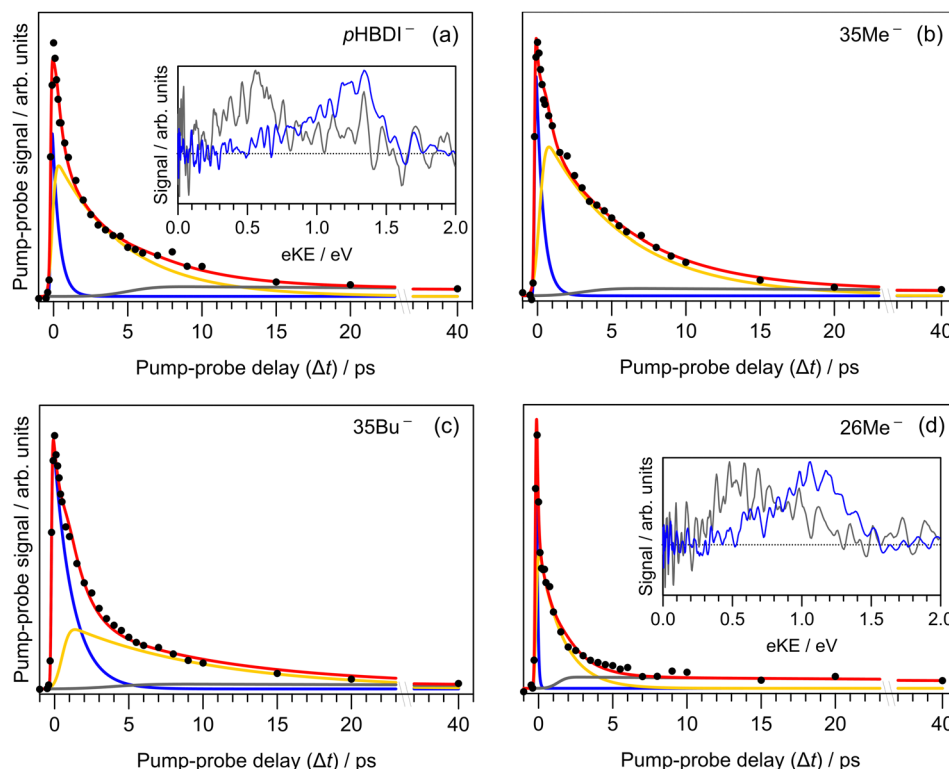 pHBDI⁻ (a)
Pump-probe signal / arb. units
Signal / arb. units
0.0 0.5 1.0 1.5 2.0
eKE / eV
0 5 10 15 20 40
Pump-probe delay (Δt) / ps
35Me⁻ (b)
0 5 10 15 20 40
Pump-probe delay (Δt) / ps
35Bu⁻ (c)
Pump-probe signal / arb. units
0 5 10 15 20 40
Pump-probe delay (Δt) / ps
26Me⁻ (d)
Signal / arb. units
0.0 0.5 1.0 1.5 2.0
eKE / eV
0 5 10 15 20 40
Pump-probe delay (Δt) / ps